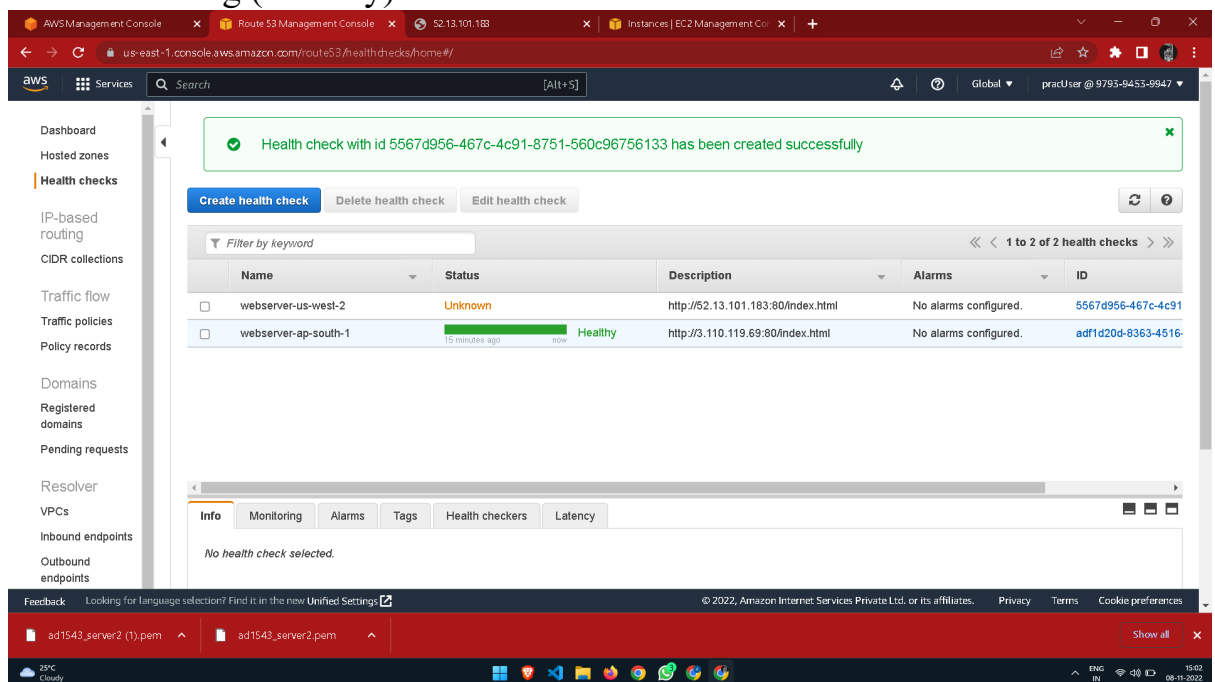 AWS Management Console
Route 53 Management Console
52.13.101.183
Instances | EC2 Management Con
us-east-1.console.aws.amazon.com/route53/healthchecks/home#/
aws Services Search [Alt+S] Global pracUser @ 9793-9453-9947
Dashboard
Hosted zones
Health checks
IP-based
routing
CIDR collections
Traffic flow
Traffic policies
Policy records
Domains
Registered
domains
Pending requests
Resolver
VPCs
Inbound endpoints
Outbound
endpoints
Health check with id 5567d956-467c-4c91-8751-560c96756133 has been created successfully
Create health check Delete health check Edit health check
Filter by keyword 1 to 2 of 2 health checks
Name Status Description Alarms ID
webserver-us-west-2 Unknown http://52.13.101.183:80/index.html No alarms configured. 5567d956-467c-4c91
webserver-ap-south-1 Healthy http://3.110.119.69:80/index.html No alarms configured. adf1d20d-8363-4516-
15 minutes ago now
Info Monitoring Alarms Tags Health checkers Latency
No health check selected.
Feedback Looking for language selection? Find it in the new Unified Settings © 2022, Amazon Internet Services Private Ltd. or its affiliates. Privacy Terms Cookie preferences
ad1543_server2 (1).pem ad1543_server2.pem Show all
25°C
Cloudy
ENG
IN
15:02
08-11-2022